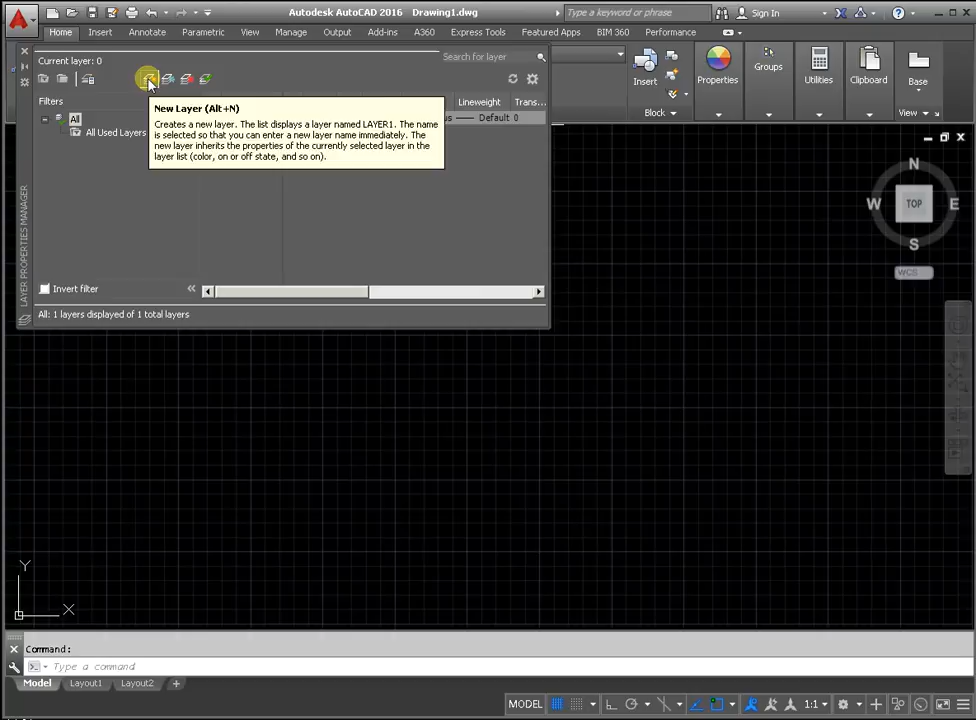 Autodesk AutoCAD 2016 Drawing1.dwg
Type a keyword or phrase
Sign In
Home Insert Annotate Parametric View Manage Output Add-ins A360 Express Tools Featured Apps BIM 360 Performance
Current layer: 0
Search for layer
Insert
Properties
Groups
Utilities
Clipboard
Base
Filters
Lineweight Trans...
Block
View
All
Default 0
All Used Layers
New Layer (Alt+N)
Creates a new layer. The list displays a layer named LAYER1. The name
is selected so that you can enter a new layer name immediately. The
new layer inherits the properties of the currently selected layer in the
layer list (color, on or off state, and so on).
LAYER PROPERTIES MANAGER
Invert filter
All: 1 layers displayed of 1 total layers
N
W TOP E
S
WCS
Y
X
Command:
Type a command
Model Layout1 Layout2 +
MODEL
1:1